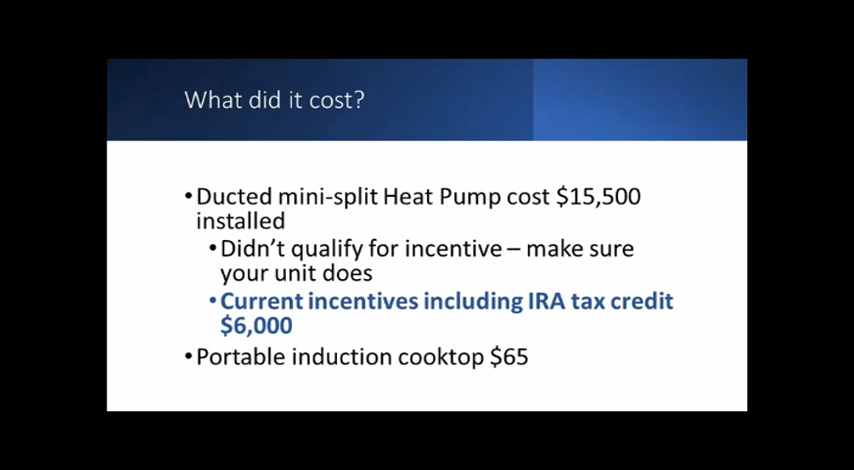 What did it cost?
•Ducted mini-split Heat Pump cost $15,500
installed
•Didn't qualify for incentive – make sure
your unit does
•Current incentives including IRA tax credit
$6,000
•Portable induction cooktop $65